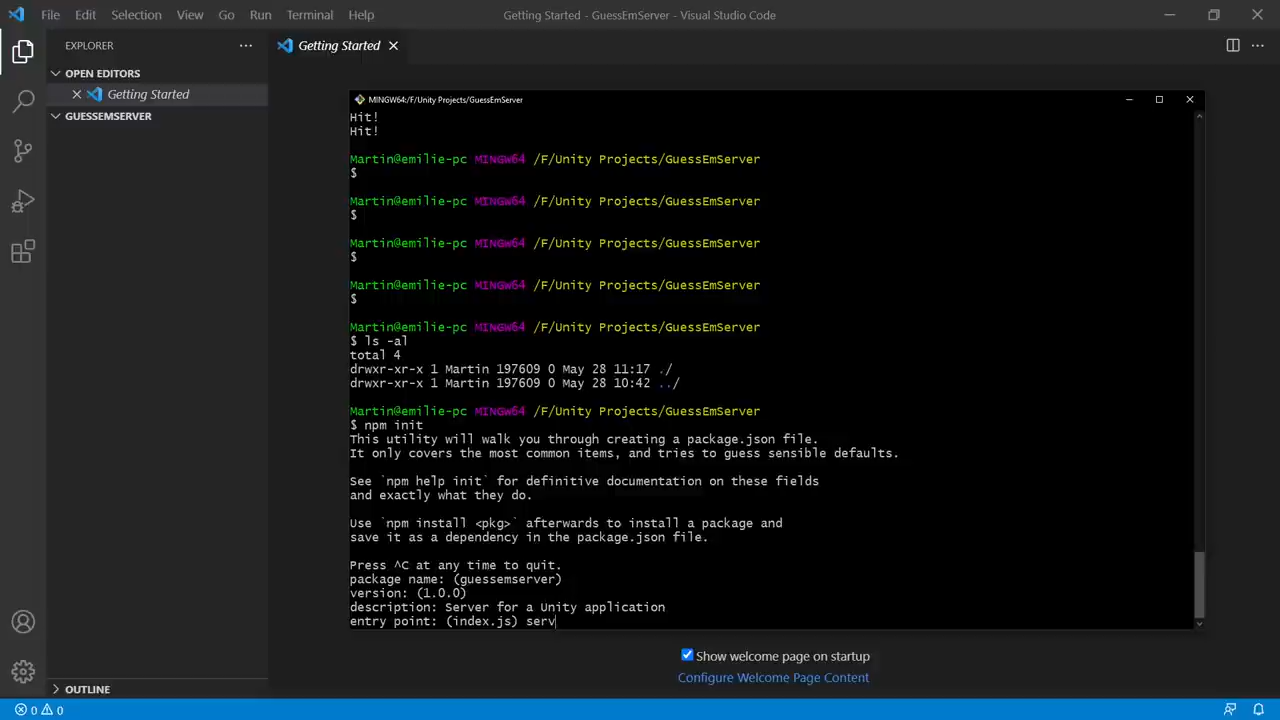 File Edit Selection View Go Run Terminal Help
Getting Started - GuessEmServer - Visual Studio Code
EXPLORER
Getting Started
OPEN EDITORS
Getting Started
GUESSEMSERVER
MINGW64:/F/Unity Projects/GuessEmServer
Hit!
Hit!
Martin@emilie-pc MINGW64 /F/Unity Projects/GuessEmServer
$
Martin@emilie-pc MINGW64 /F/Unity Projects/GuessEmServer
$
Martin@emilie-pc MINGW64 /F/Unity Projects/GuessEmServer
$
Martin@emilie-pc MINGW64 /F/Unity Projects/GuessEmServer
$
Martin@emilie-pc MINGW64 /F/Unity Projects/GuessEmServer
$ ls -al
total 4
drwxr-xr-x 1 Martin 197609 0 May 28 11:17 ./
drwxr-xr-x 1 Martin 197609 0 May 28 10:42 ../
Martin@emilie-pc MINGW64 /F/Unity Projects/GuessEmServer
$ npm init
This utility will walk you through creating a package.json file.
It only covers the most common items, and tries to guess sensible defaults.
See `npm help init` for definitive documentation on these fields
and exactly what they do.
Use `npm install <pkg>` afterwards to install a package and
save it as a dependency in the package.json file.
Press ^C at any time to quit.
package name: (guessemserver)
version: (1.0.0)
description: Server for a Unity application
entry point: (index.js) serv
Show welcome page on startup
Configure Welcome Page Content
OUTLINE
0 0